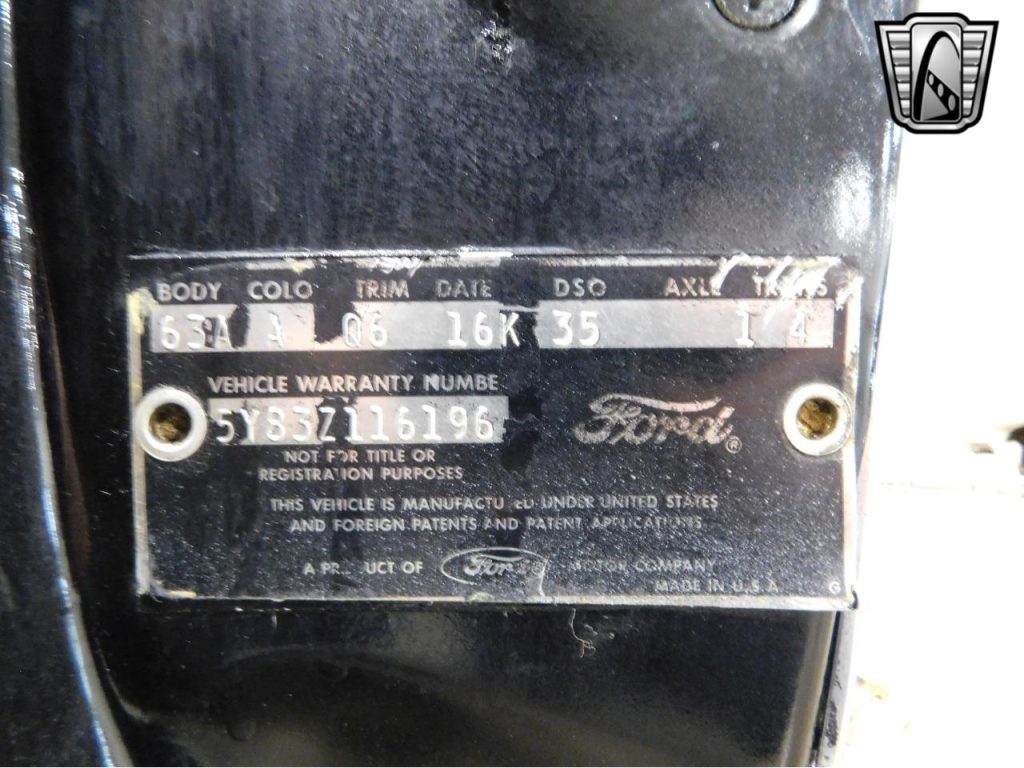 BODY COLO TRIM DATE DSO AXLE TRANS
63A A Q6 16K 35 1 4
VEHICLE WARRANTY NUMBE
5Y83Z116196
Ford
NOT FOR TITLE OR
REGISTRATION PURPOSES
THIS VEHICLE IS MANUFACTU ED UNDER UNITED STATES
AND FOREIGN PATENTS AND PATENT APPLICATIONS
A PR UCT OF Ford MOTOR COMPANY
MADE IN U.S.A. G